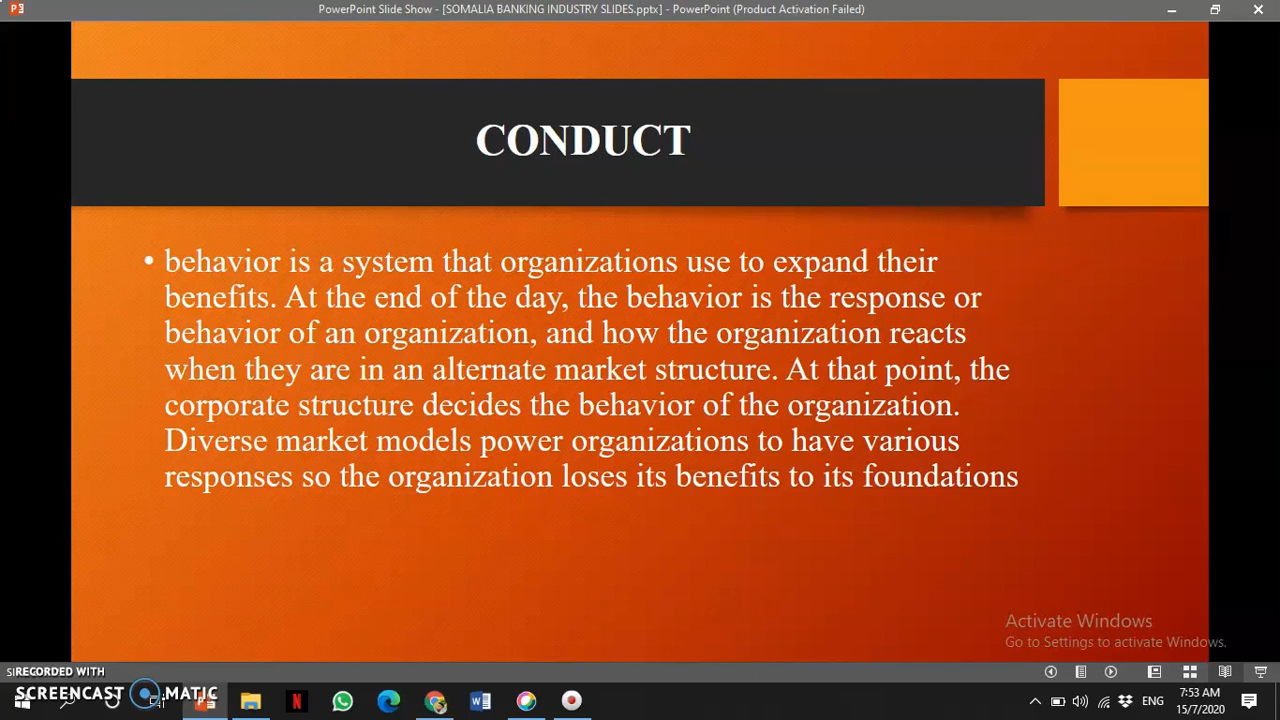 PowerPoint Slide Show - [SOMALIA BANKING INDUSTRY SLIDES.pptx] - PowerPoint (Product Activation Failed)
CONDUCT
• behavior is a system that organizations use to expand their
benefits. At the end of the day, the behavior is the response or
behavior of an organization, and how the organization reacts
when they are in an alternate market structure. At that point, the
corporate structure decides the behavior of the organization.
Diverse market models power organizations to have various
responses so the organization loses its benefits to its foundations
Activate Windows
Go to Settings to activate Windows.
RECORDED WITH
SCREENCAST MATIC
ENG
7:53 AM
15/7/2020